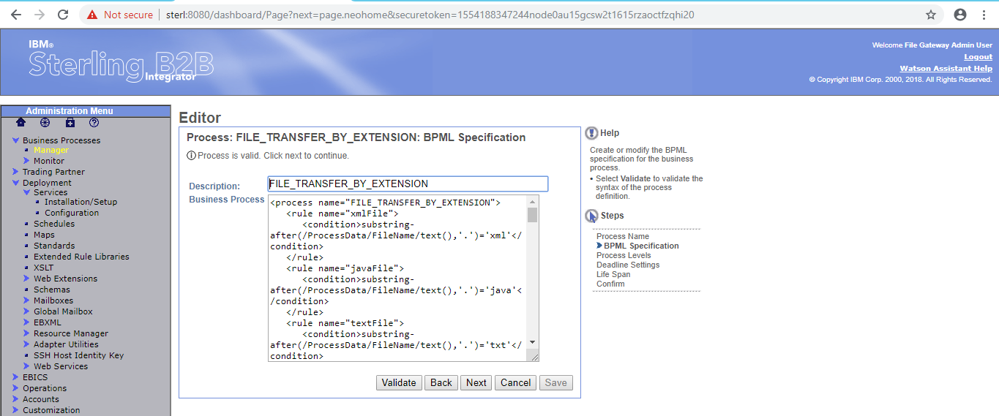 Not secure | sterl:8080/dashboard/Page?next=page.neohome&securetoken=1554188347244node0au15gcsw2t1615rzaoctfzqhi20
IBM®
Sterling B2B
Integrator
Welcome File Gateway Admin User
Logout
Watson Assistant Help
© Copyright IBM Corp. 2000, 2018. All Rights Reserved.
Administration Menu
Business Processes
Manager
Monitor
Trading Partner
Deployment
Services
Installation/Setup
Configuration
Schedules
Maps
Standards
Extended Rule Libraries
XSLT
Web Extensions
Schemas
Mailboxes
Global Mailbox
EBXML
Resource Manager
Adapter Utilities
SSH Host Identity Key
Web Services
EBICS
Operations
Accounts
Customization
Editor
Process: FILE_TRANSFER_BY_EXTENSION: BPML Specification
Process is valid. Click next to continue.
Description:
FILE_TRANSFER_BY_EXTENSION
Business Process
<process name="FILE_TRANSFER_BY_EXTENSION">
<rule name="xmlFile">
<condition>substring-
after(/ProcessData/FileName/text(),'.')='xml'</
condition>
</rule>
<rule name="javaFile">
<condition>substring-
after(/ProcessData/FileName/text(),'.')='java'<
/condition>
</rule>
<rule name="textFile">
<condition>substring-
after(/ProcessData/FileName/text(),'.')='txt'</
condition>
Validate
Back
Next
Cancel
Save
Help
Create or modify the BPML
specification for the business
process.
• Select Validate to validate the
syntax of the process
definition.
Steps
Process Name
BPML Specification
Process Levels
Deadline Settings
Life Span
Confirm